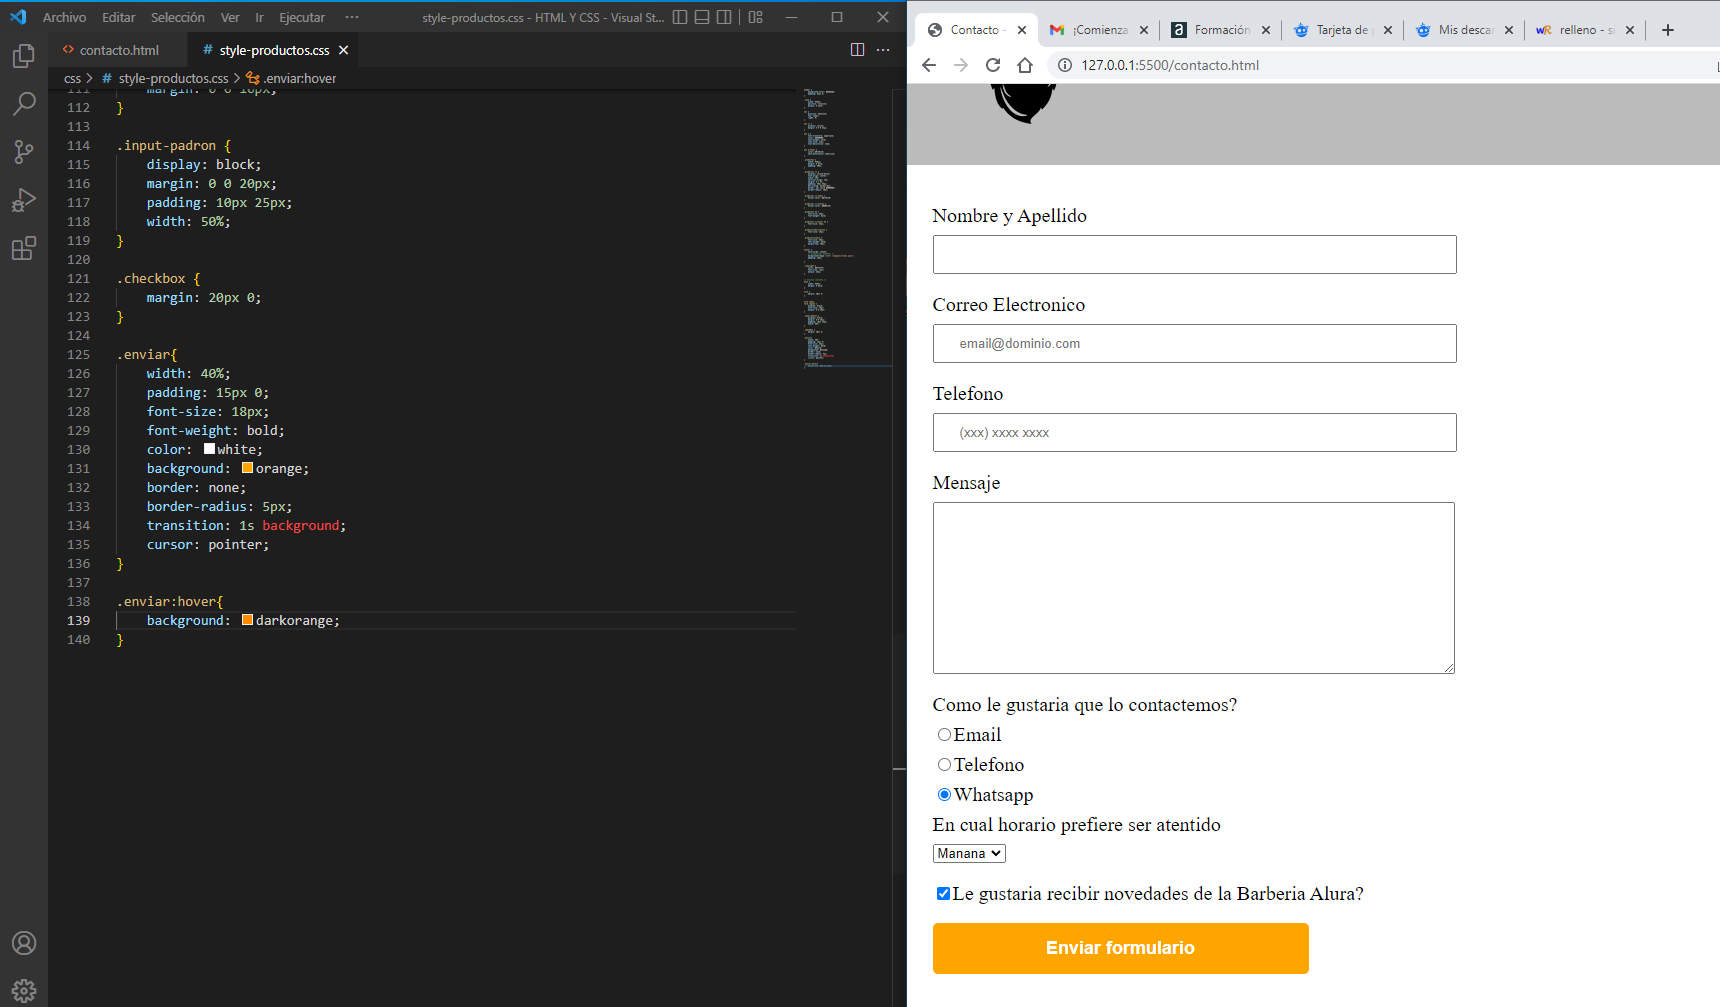 Archivo Editar Selección Ver Ir Ejecutar ··· style-productos.css - HTML Y CSS - Visual St...
contacto.html # style-productos.css
css > # style-productos.css > .enviar:hover
111 margin: 0 0 10px;
112 }
113
114 .input-padron {
115 display: block;
116 margin: 0 0 20px;
117 padding: 10px 25px;
118 width: 50%;
119 }
120
121 .checkbox {
122 margin: 20px 0;
123 }
124
125 .enviar{
126 width: 40%;
127 padding: 15px 0;
128 font-size: 18px;
129 font-weight: bold;
130 color: white;
131 background: orange;
132 border: none;
133 border-radius: 5px;
134 transition: 1s background;
135 cursor: pointer;
136 }
137
138 .enviar:hover{
139 background: darkorange;
140 }
Contacto - ¡Comienza a Formación Tarjeta de Mis descar wR relleno - si
127.0.0.1:5500/contacto.html
Nombre y Apellido
Correo Electronico
email@dominio.com
Telefono
(xxx) xxxx xxxx
Mensaje
Como le gustaria que lo contactemos?
Email
Telefono
Whatsapp
En cual horario prefiere ser atentido
Manana
Le gustaria recibir novedades de la Barberia Alura?
Enviar formulario